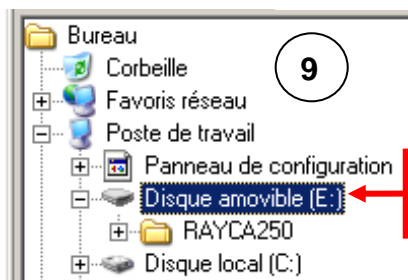 Bureau
Corbeille
9
Favoris réseau
Poste de travail
Panneau de configuration
Disque amovible (E:)
RAYCA250
Disque local (C:)